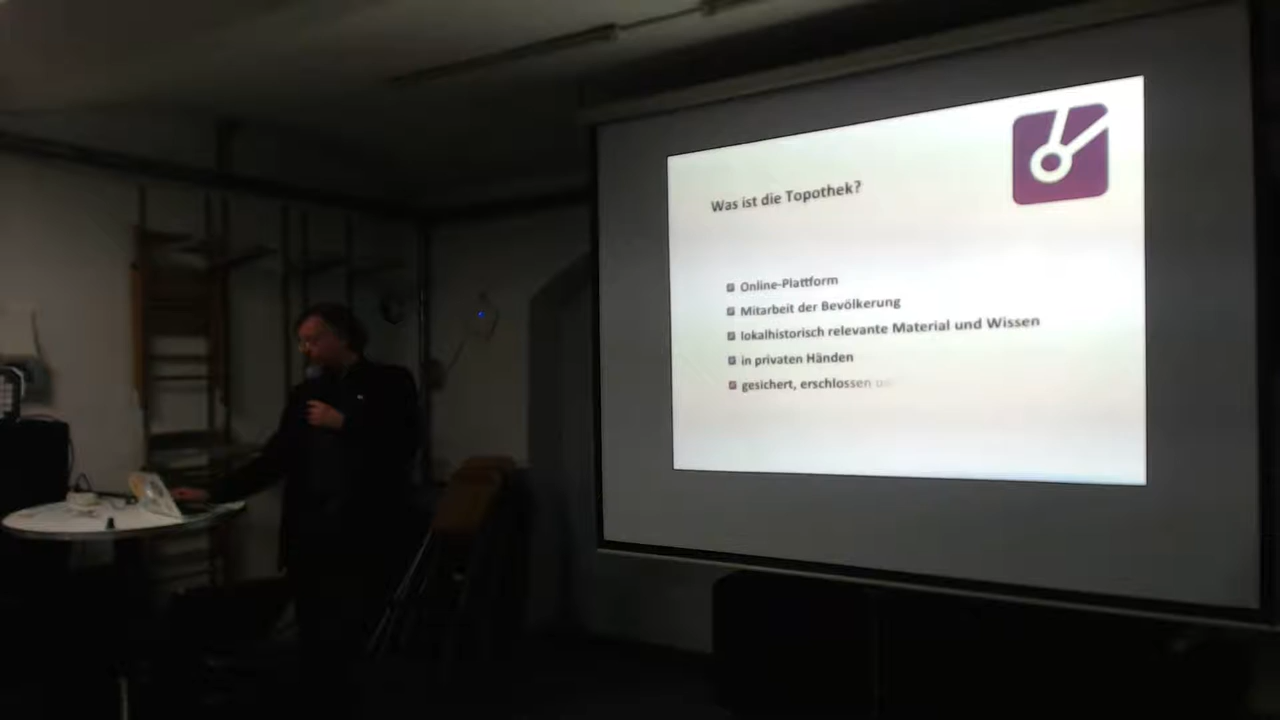 Was ist die Topothek?
Online-Plattform
Mitarbeit der Bevölkerung
lokalhistorisch relevante Material und Wissen
in privaten Händen
gesichert, erschlossen